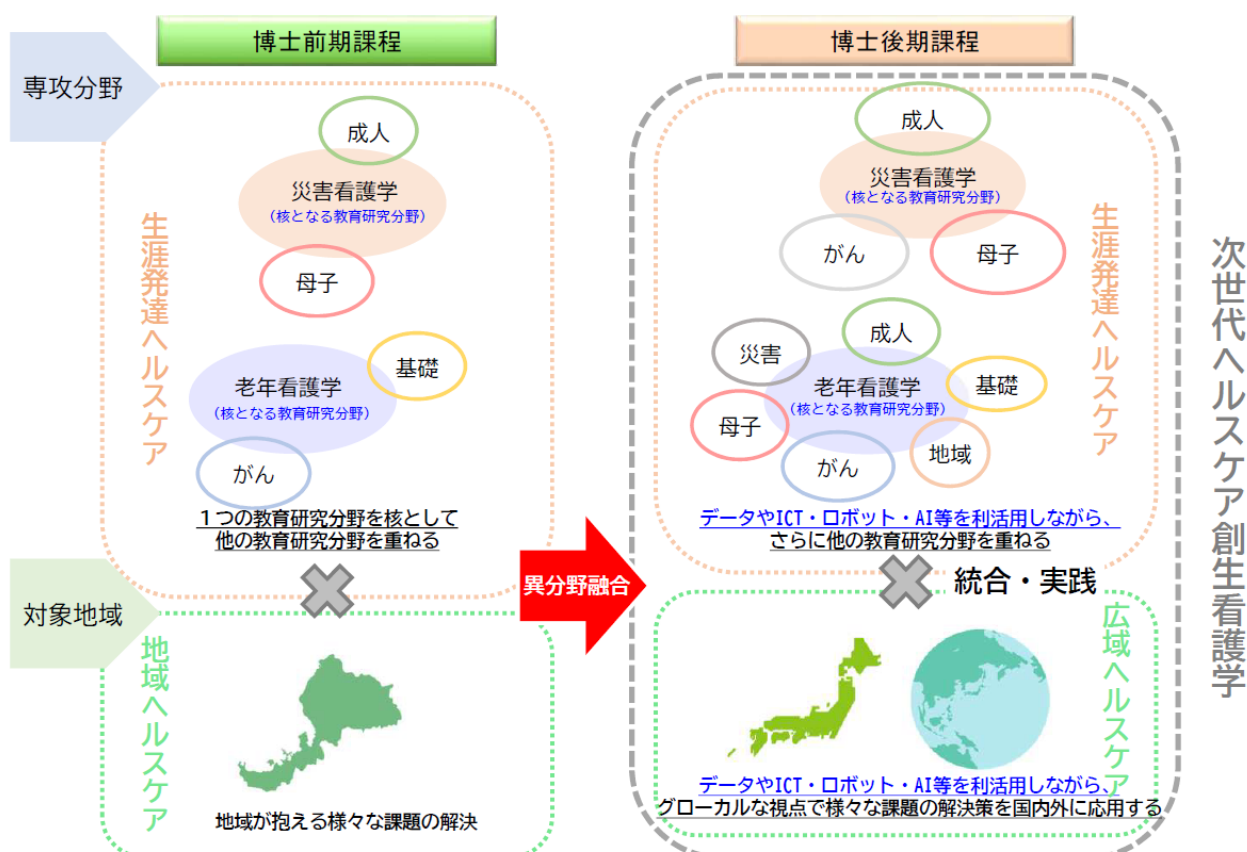 博士前期課程
博士後期課程
専攻分野
成人
災害看護学
（核となる教育研究分野）
母子
基礎
老年看護学
（核となる教育研究分野）
がん
生涯発達ヘルスケア
１つの教育研究分野を核として
他の教育研究分野を重ねる
成人
災害看護学
（核となる教育研究分野）
がん
母子
成人
災害
老年看護学
（核となる教育研究分野）
基礎
母子
がん
地域
生涯発達ヘルスケア
データやICT・ロボット・AI等を利活用しながら、
さらに他の教育研究分野を重ねる
異分野融合
統合・実践
対象地域
地域ヘルスケア
地域が抱える様々な課題の解決
広域ヘルスケア
データやICT・ロボット・AI等を利活用しながら、
グローカルな視点で様々な課題の解決策を国内外に応用する
次世代ヘルスケア創生看護学